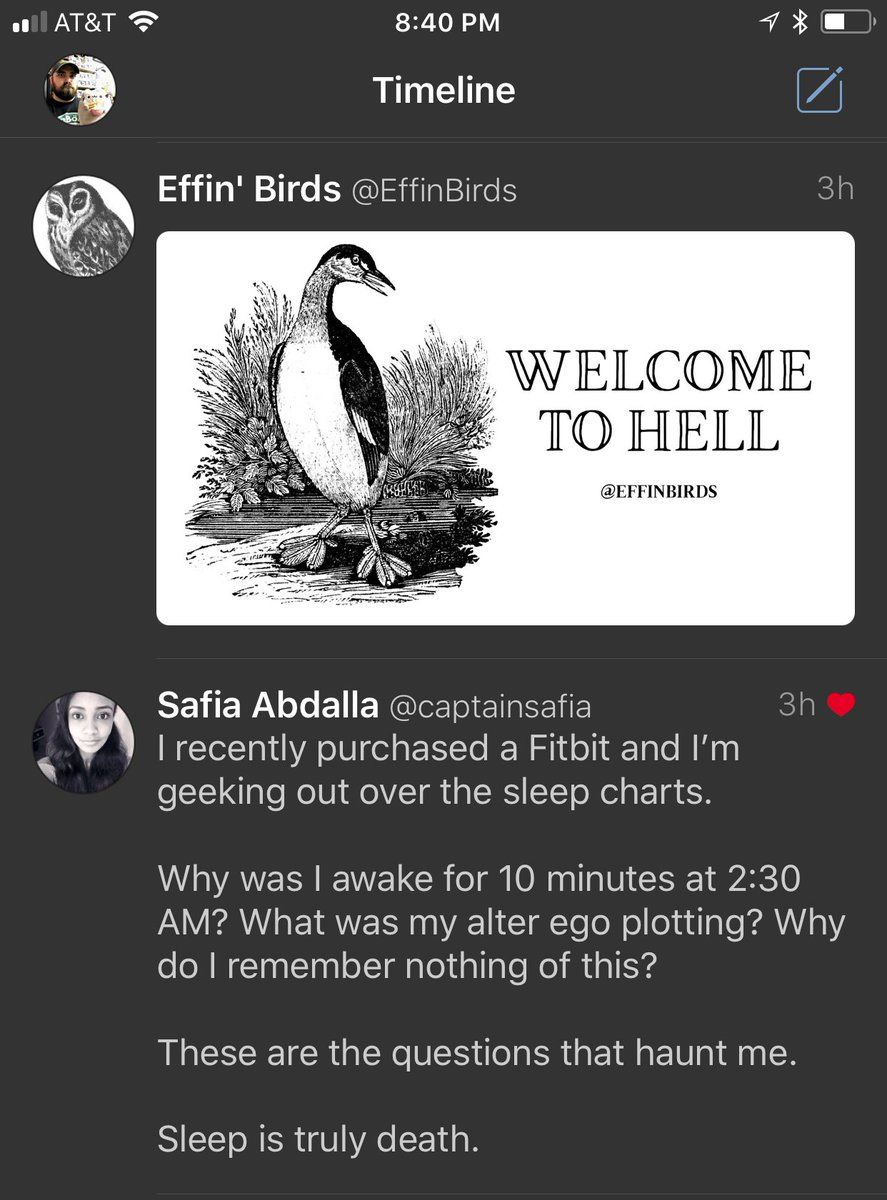 AT&T 8:40 PM
Timeline
Effin' Birds @EffinBirds 3h
WELCOME
TO HELL
@EFFINBIRDS
Safia Abdalla @captainsafia 3h
I recently purchased a Fitbit and I’m
geeking out over the sleep charts.
Why was I awake for 10 minutes at 2:30
AM? What was my alter ego plotting? Why
do I remember nothing of this?
These are the questions that haunt me.
Sleep is truly death.